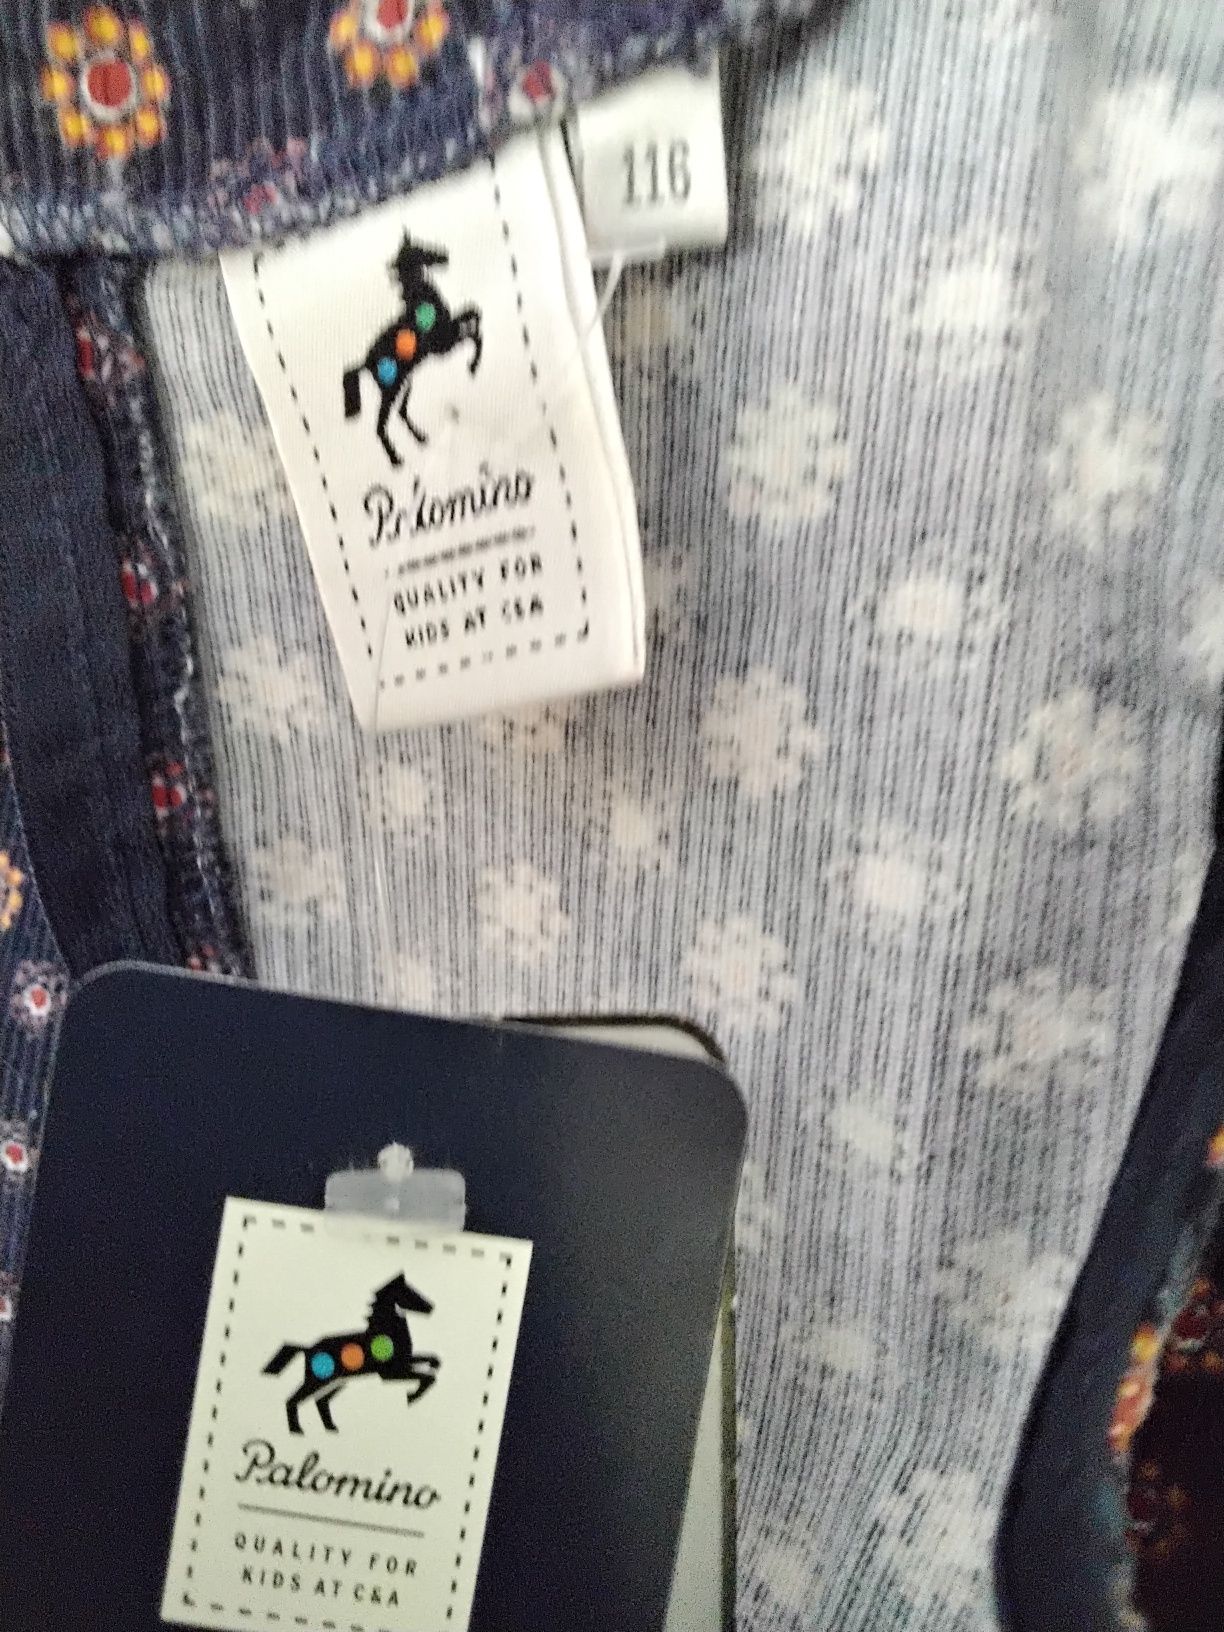 116
Palomino
QUALITY FOR
KIDS AT C&A
Palomino
QUALITY FOR
KIDS AT C&A